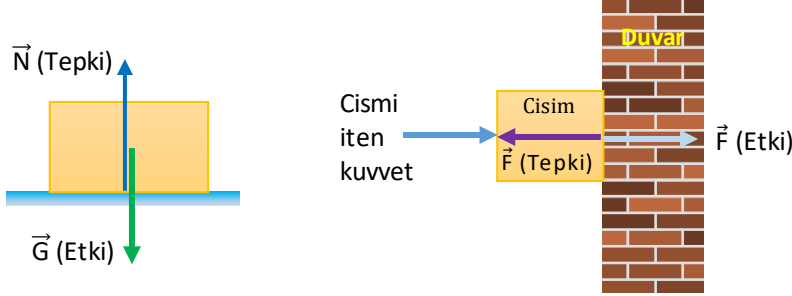 N (Tepki)
G (Etki)
Cismi
iten
kuvvet
Cisim
F (Tepki)
Duvar
F (Etki)